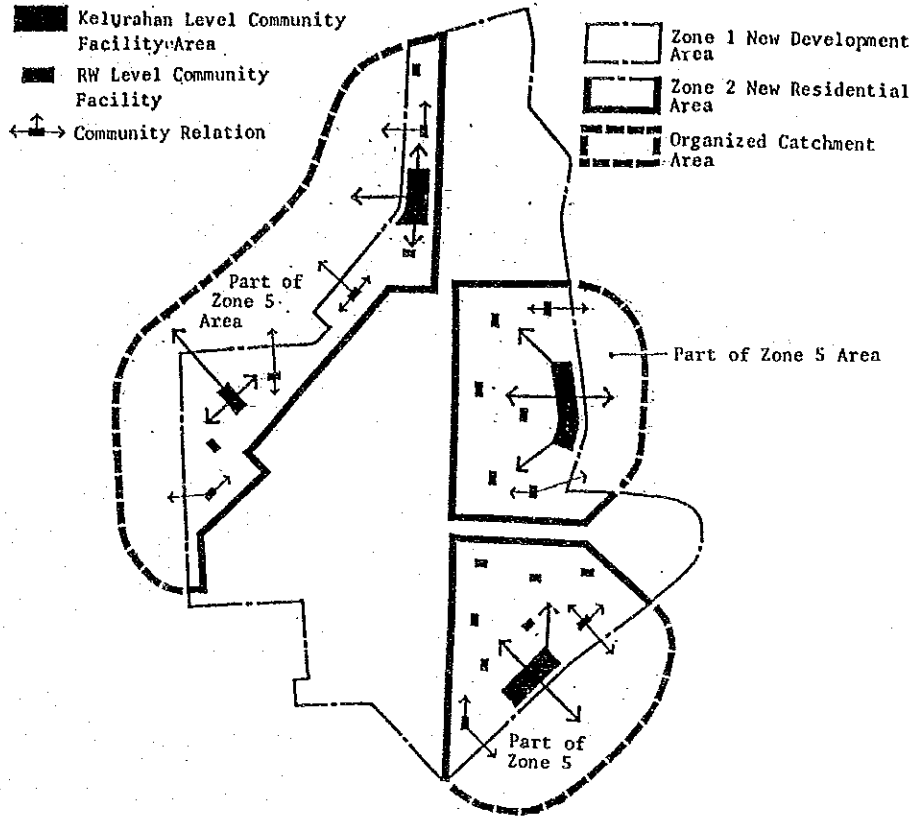 Kelurahan Level Community
Facility Area
RW Level Community
Facility
Community Relation
Zone 1 New Development
Area
Zone 2 New Residential
Area
Organized Catchment
Area
Part of
Zone 5
Area
Part of Zone 5 Area
Part of
Zone 5